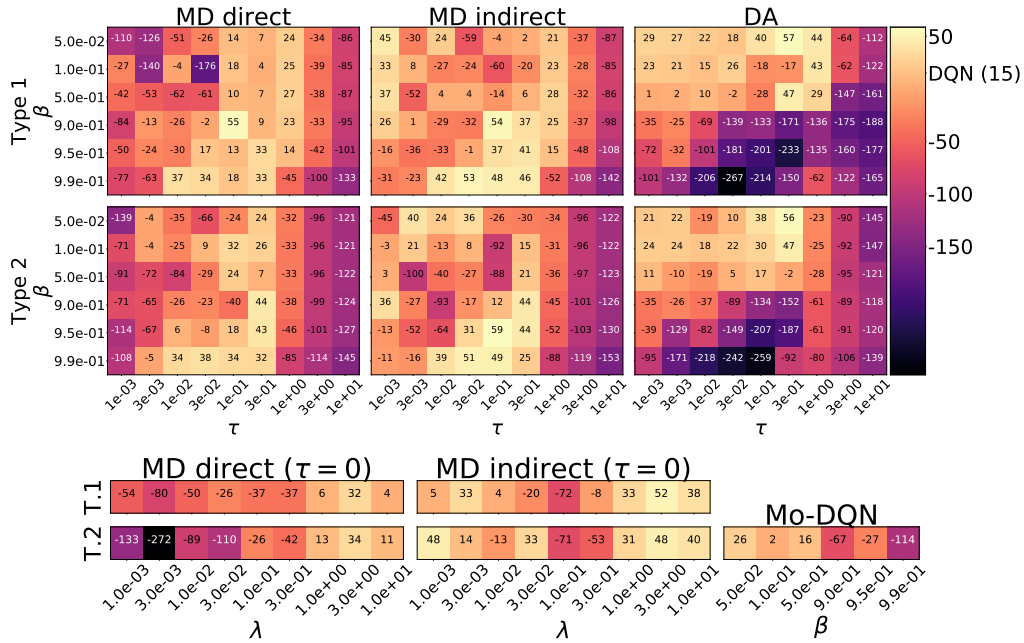 MD direct MD indirect DA
Type 1
β
5.0e-02 -110 -126 -51 -26 14 7 24 -34 -86 45 -30 24 -59 -4 2 21 -37 -87 29 27 22 18 40 57 44 -64 -112
1.0e-01 -27 -140 -4 -176 18 4 25 -39 -85 33 8 -27 -24 -60 -20 23 -34 -85 23 21 15 26 -18 -17 43 -62 -122
5.0e-01 -42 -53 -62 -61 10 7 27 -38 -87 37 -52 4 4 -14 6 28 -32 -86 1 2 10 -2 -28 47 29 -147 -161
9.0e-01 -84 -13 -26 -2 55 9 23 -33 -95 26 1 -29 -32 54 37 21 -37 -98 -35 -25 -69 -139 -133 -171 -136 -175 -188
9.5e-01 -50 -24 -30 17 13 33 14 -42 -101 -16 -36 -33 -1 37 41 15 -48 -108 -72 -32 -101 -181 -201 -233 -135 -160 -177
9.9e-01 -77 -63 37 34 18 33 -45 -100 -133 -31 -23 42 53 48 46 -52 -108 -142 -101 -132 -206 -267 -214 -150 -62 -122 -165
50
DQN (15)
-50
-100
-150
Type 2
β
5.0e-02 -139 -4 -35 -66 -24 24 -32 -96 -121 -45 40 24 36 -21 -30 -31 -96 -122 21 22 -19 10 38 56 -23 -90 -145
1.0e-01 -71 -4 -25 9 32 26 -33 -96 -122 -3 21 -13 8 -92 15 -34 -96 -122 24 24 18 22 30 47 -25 -92 -147
5.0e-01 -91 -72 -84 -29 24 7 -33 -96 -122 3 -100 -40 -27 -88 21 -34 -96 -123 11 -10 -19 5 17 -2 -55 -95 -121
9.0e-01 -71 -65 -26 -23 -40 44 -38 -99 -124 36 -27 -93 -17 12 44 -45 -101 -126 -35 -26 -37 -89 -134 -152 -38 -89 -118
9.5e-01 -114 -67 6 -8 18 43 -46 -101 -127 -13 -52 -64 31 59 44 -52 -103 -130 -39 -129 -82 -149 -207 -187 -61 -91 -120
9.9e-01 -108 -5 34 38 34 32 -85 -114 -145 -11 -16 39 51 49 25 -88 -119 -153 -95 -171 -218 -242 -259 -92 -80 -106 -139
1e-03 3e-03 1e-02 3e-02 1e-01 3e-01 1e+00 3e+00 1e+01 1e-03 3e-03 1e-02 3e-02 1e-01 3e-01 1e+00 3e+00 1e+01 1e-03 3e-03 1e-02 3e-02 1e-01 3e-01 1e+00 3e+00 1e+01
τ τ τ
MD direct (τ = 0) MD indirect (τ = 0)
T.1 -54 -80 -50 -26 -37 -37 6 32 4 5 33 4 -20 -72 -8 33 52 38
Mo-DQN
T.2 -133 -272 -89 -110 -26 -42 13 34 11 48 14 -13 33 -71 -53 31 48 40 26 2 16 -67 -27 -114
1.0e-03 3.0e-03 1.0e-02 3.0e-02 1.0e-01 3.0e-01 1.0e+00 3.0e+00 1.0e+01 1.0e-03 3.0e-03 1.0e-02 3.0e-02 1.0e-01 3.0e-01 1.0e+00 3.0e+00 1.0e+01 5.0e-02 1.0e-01 5.0e-01 9.0e-01 9.5e-01 9.9e-01
λ λ β